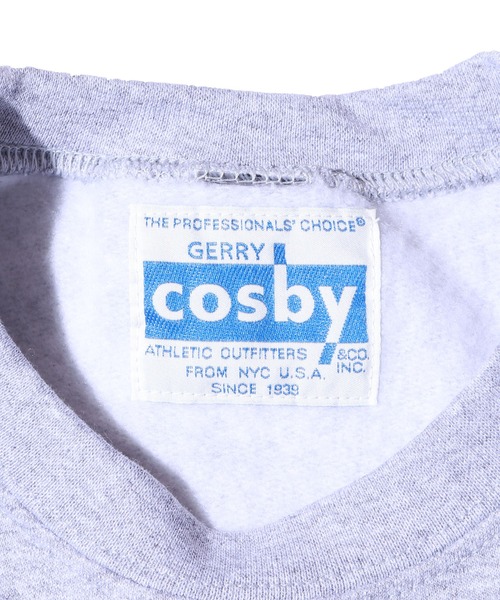 THE PROFESSIONALS' CHOICE®
GERRY
cosby
ATHLETIC OUTFITTERS &CO.
FROM NYC U.S.A. INC.
SINCE 1939